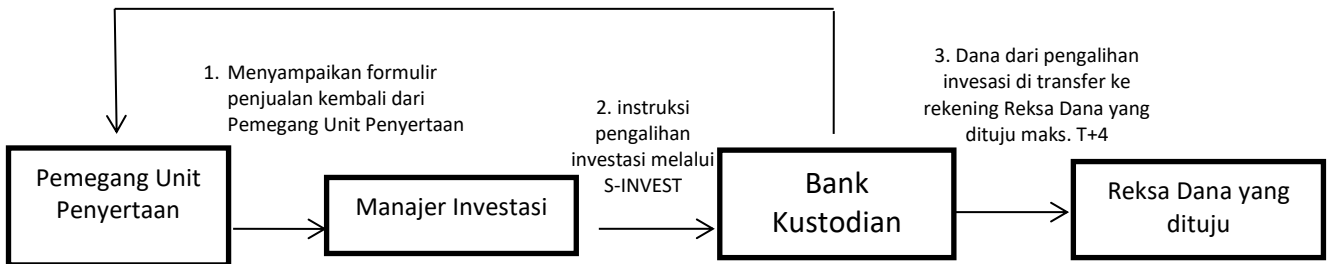 1. Menyampaikan formulir
penjualan kembali dari
Pemegang Unit Penyertaan
2. instruksi
pengalihan
investasi melalui
S-INVEST
3. Dana dari pengalihan
invesasi di transfer ke
rekening Reksa Dana yang
dituju maks. T+4
Pemegang Unit
Penyertaan
Manajer Investasi
Bank
Kustodian
Reksa Dana yang
dituju